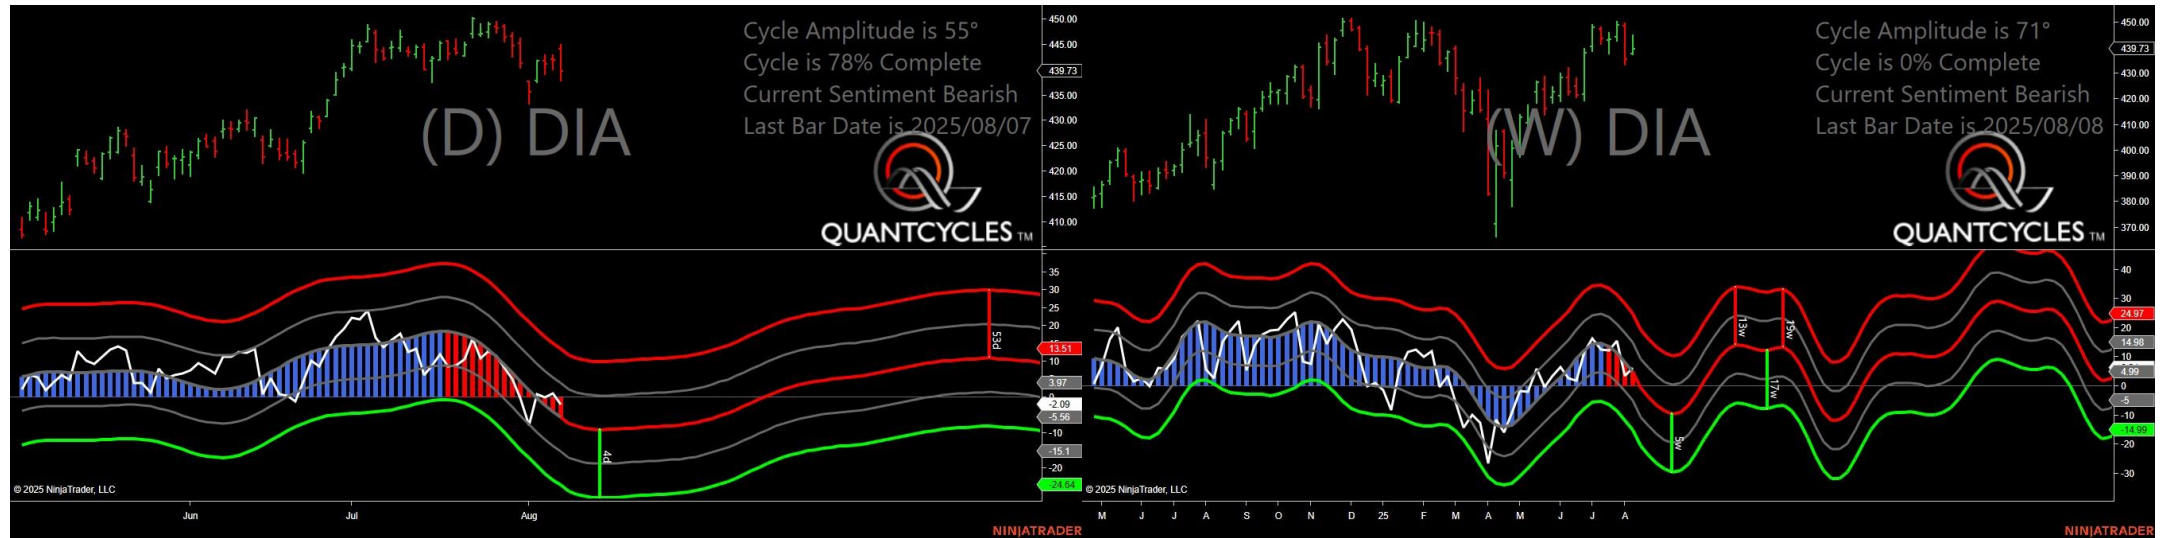 Cycle Amplitude is 55°
Cycle is 78% Complete
Current Sentiment Bearish
Last Bar Date is 2025/08/07
(D) DIA
QUANTCYCLES TM
450.00
445.00
439.73
435.00
430.00
425.00
420.00
415.00
410.00
35
30
25
20
13.51
10
3.97
-2.09
-5.56
-10
-15.1
-20
-24.64
53d
4d
© 2025 NinjaTrader, LLC
Jun
Jul
Aug
NINJATRADER
Cycle Amplitude is 71°
Cycle is 0% Complete
Current Sentiment Bearish
Last Bar Date is 2025/08/08
(W) DIA
QUANTCYCLES TM
450.00
439.73
430.00
420.00
410.00
400.00
390.00
380.00
370.00
40
30
24.97
20
14.98
10
4.99
0
-5
-10
-14.99
-20
-30
13w
19w
17w
5w
© 2025 NinjaTrader, LLC
M J J A S O N D 25 F M A M J J A
NINJATRADER